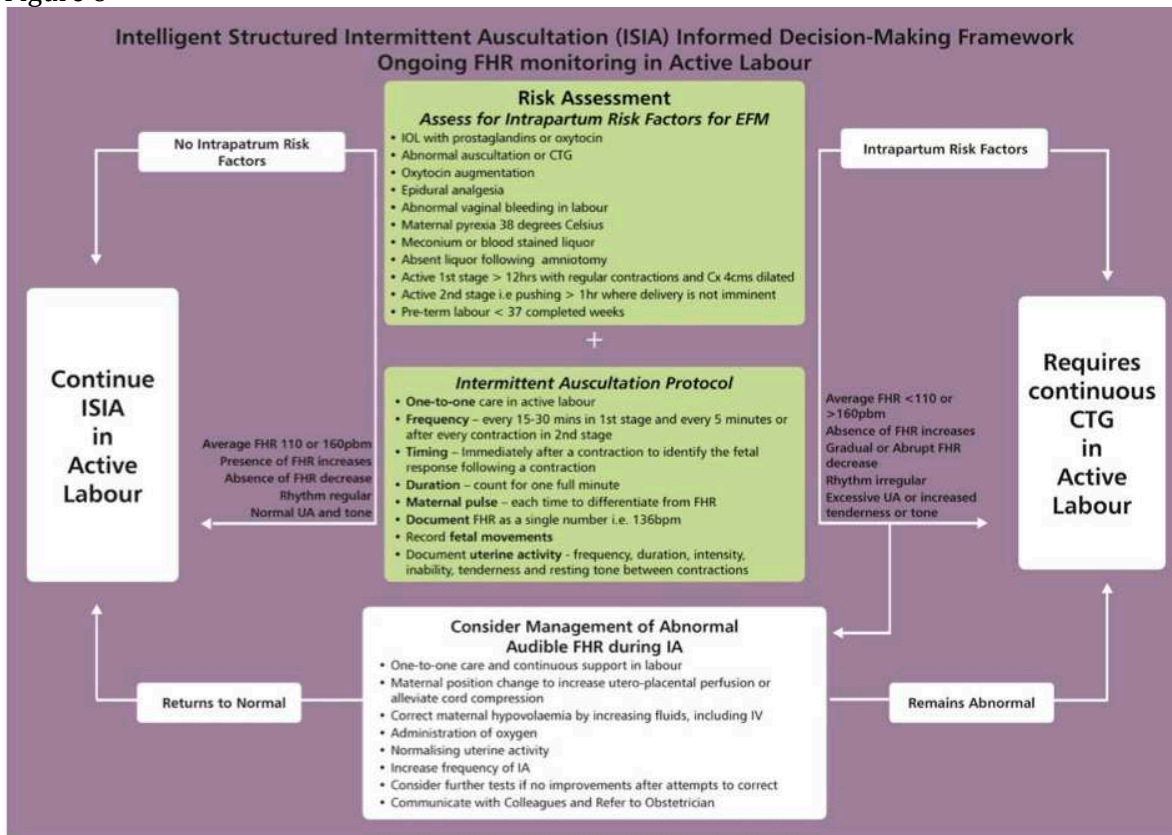 Figure 8
Intelligent Structured Intermittent Auscultation (ISIA) Informed Decision-Making Framework
Ongoing FHR monitoring in Active Labour
Risk Assessment
Assess for Intrapartum Risk Factors for EFM
• IOL with prostaglandins or oxytocin
• Abnormal auscultation or CTG
• Oxytocin augmentation
• Epidural analgesia
• Abnormal vaginal bleeding in labour
• Maternal pyrexia 38 degrees Celsius
• Meconium or blood stained liquor
• Absent liquor following amniotomy
• Active 1st stage > 12hrs with regular contractions and Cx 4cms dilated
• Active 2nd stage i.e pushing > 1hr where delivery is not imminent
• Pre-term labour < 37 completed weeks
No Intrapatrum Risk
Factors
Intrapartum Risk Factors
+
Continue
ISIA
in
Active
Labour
Average FHR 110 or 160pbm
Presence of FHR increases
Absence of FHR decrease
Rhythm regular
Normal UA and tone
Intermittent Auscultation Protocol
• One-to-one care in active labour
• Frequency – every 15-30 mins in 1st stage and every 5 minutes or
after every contraction in 2nd stage
• Timing – Immediately after a contraction to identify the fetal
response following a contraction
• Duration – count for one full minute
• Maternal pulse – each time to differentiate from FHR
• Document FHR as a single number i.e. 136bpm
• Record fetal movements
• Document uterine activity - frequency, duration, intensity,
inability, tenderness and resting tone between contractions
Average FHR <110 or
>160pbm
Absence of FHR increases
Gradual or Abrupt FHR
decrease
Rhythm irregular
Excessive UA or increased
tenderness or tone
Requires
continuous
CTG
in
Active
Labour
Consider Management of Abnormal
Audible FHR during IA
• One-to-one care and continuous support in labour
• Maternal position change to increase utero-placental perfusion or
alleviate cord compression
• Correct maternal hypovolaemia by increasing fluids, including IV
• Administration of oxygen
• Normalising uterine activity
• Increase frequency of IA
• Consider further tests if no improvements after attempts to correct
• Communicate with Colleagues and Refer to Obstetrician
Returns to Normal
Remains Abnormal